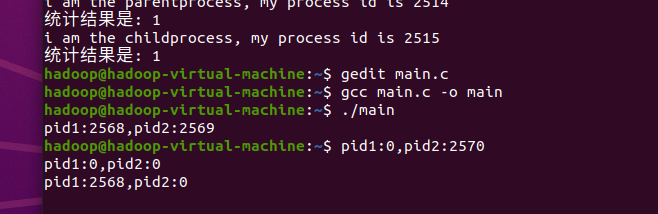 i am the parentprocess, my process id is 2514
统计结果是: 1
i am the childprocess, my process id is 2515
统计结果是: 1
hadoop@hadoop-virtual-machine:~$ gedit main.c
hadoop@hadoop-virtual-machine:~$ gcc main.c -o main
hadoop@hadoop-virtual-machine:~$ ./main
pid1:2568,pid2:2569
hadoop@hadoop-virtual-machine:~$ pid1:0,pid2:2570
pid1:0,pid2:0
pid1:2568,pid2:0